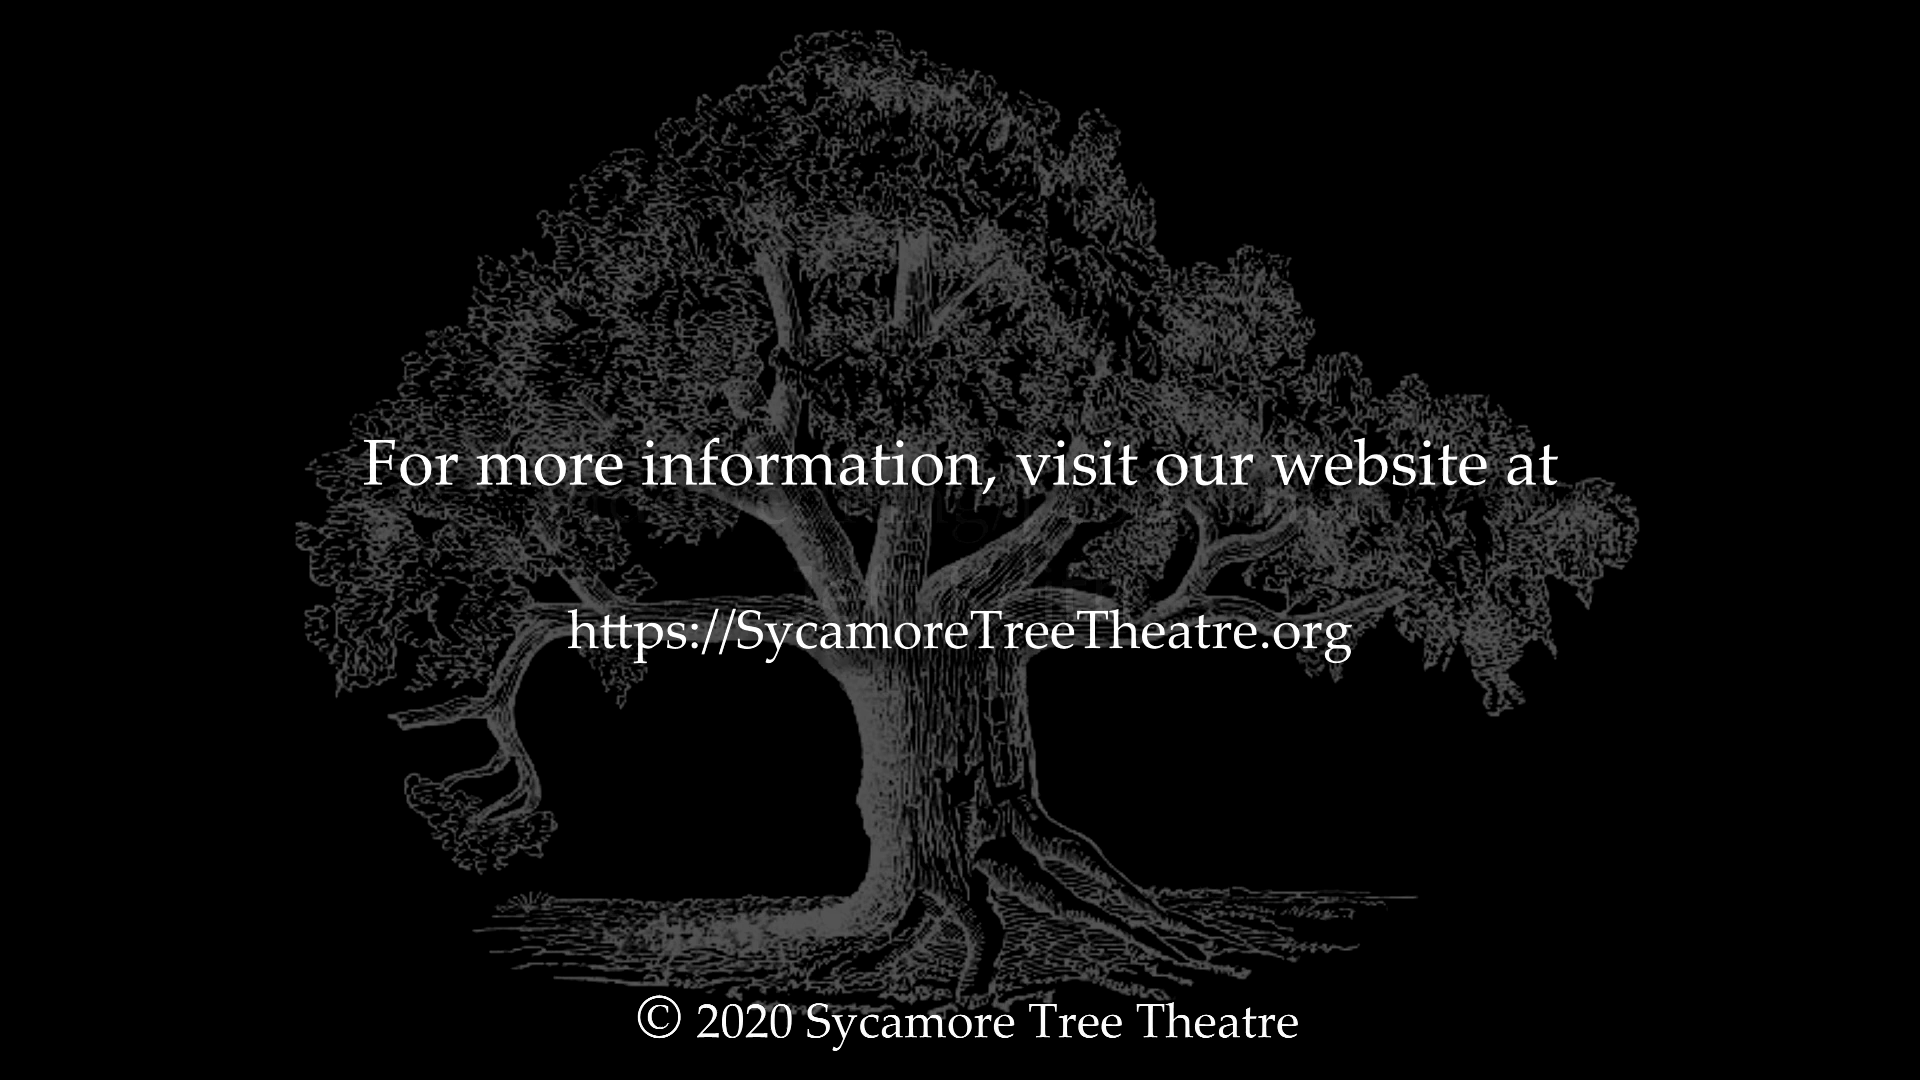 For more information, visit our website at
https://SycamoreTreeTheatre.org
© 2020 Sycamore Tree Theatre